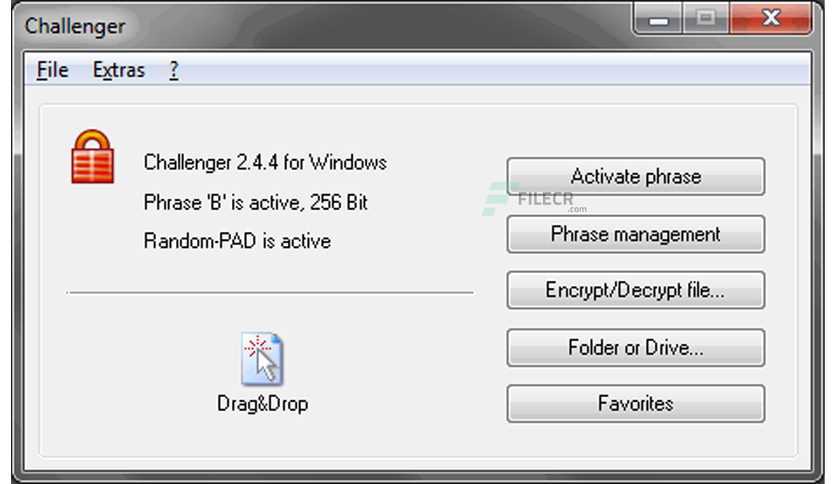 Challenger
File Extras ?
Challenger 2.4.4 for Windows
Phrase 'B' is active, 256 Bit
Random-PAD is active
Drag&Drop
Activate phrase
FILECR
.com
Phrase management
Encrypt/Decrypt file...
Folder or Drive...
Favorites